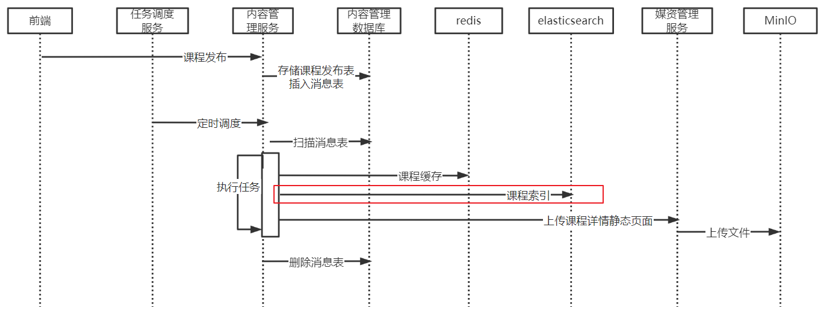 前端
任务调度
服务
内容管
理服务
内容管理
数据库
redis
elasticsearch
媒资管理
服务
MinIO
课程发布
存储课程发布表
插入消息表
定时调度
扫描消息表
执行任务
课程缓存
课程索引
上传课程详情静态页面
上传文件
删除消息表